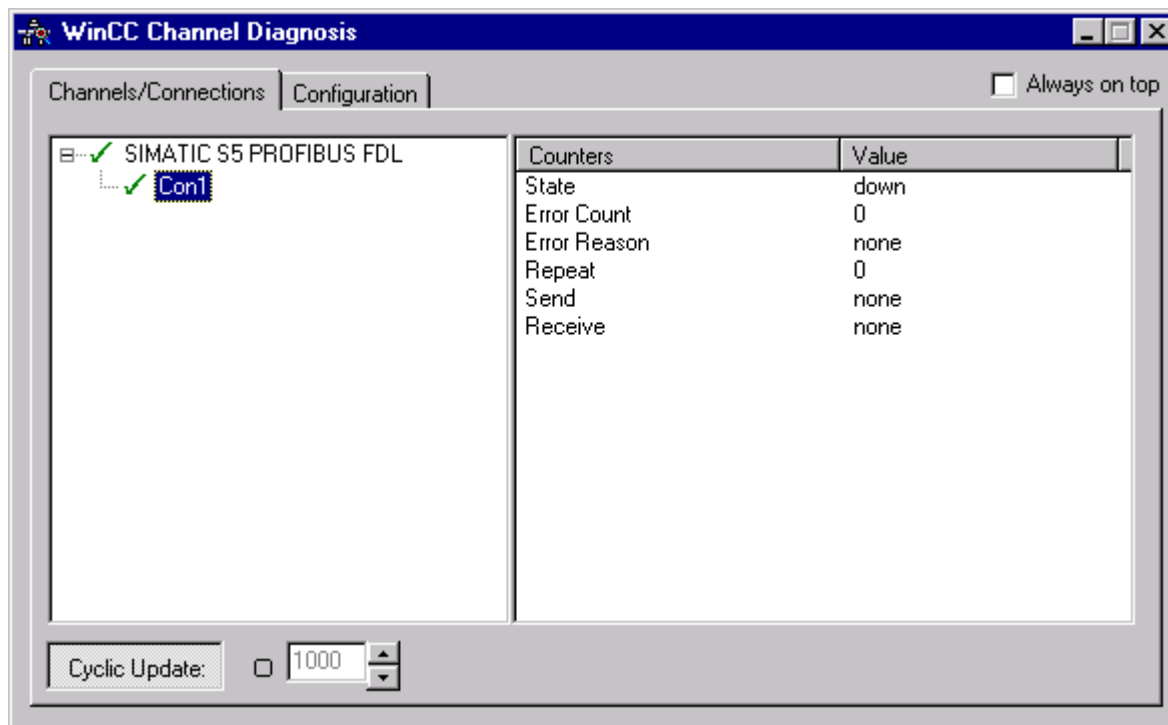 WinCC Channel Diagnosis
Channels/Connections Configuration Always on top
SIMATIC S5 PROFIBUS FDL
Con1
Counters Value
State down
Error Count 0
Error Reason none
Repeat 0
Send none
Receive none
Cyclic Update: 1000